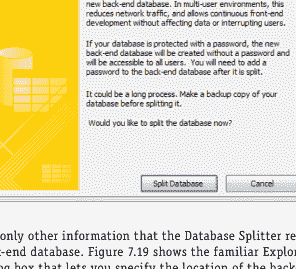 new back-end database. In multi-user environments, this
reduces network traffic, and allows continuous front-end
development without affecting data or interrupting users.
If your database is protected with a password, the new
back-end database will be created without a password and
will be accessible to all users. You will need to add a
password to the back-end database after it is split.
It could be a long process. Make a backup copy of your
database before splitting it.
Would you like to split the database now?
Split Database Cancel
only other information that the Database Splitter re
-end database. Figure 7.19 shows the familiar Explo
og box that lets you specify the location of the back